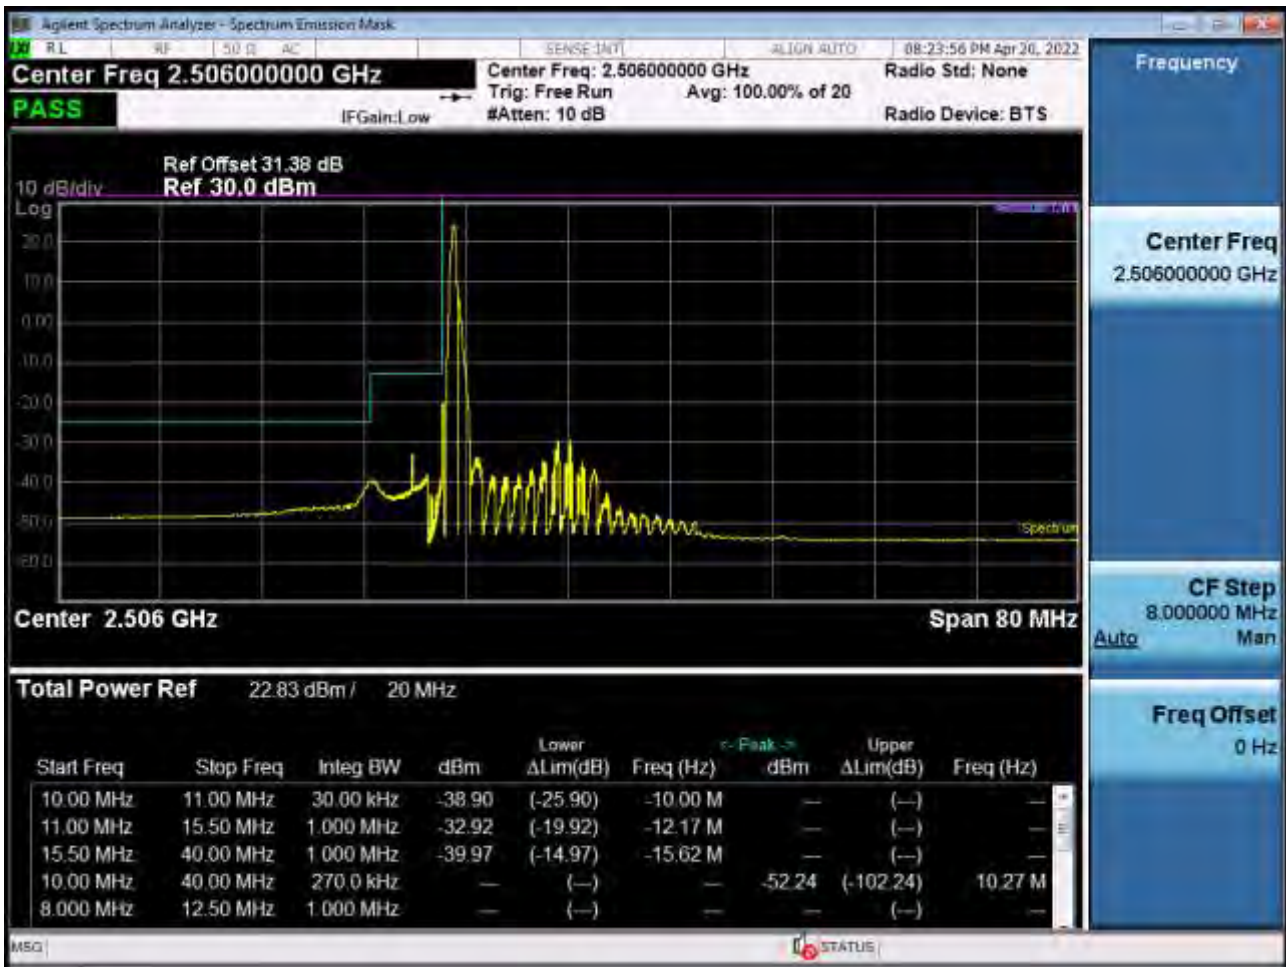 Agilent Spectrum Analyzer - Spectrum Emission Mask
LXI RL RF 50 Ω AC SENSE:INT ALIGN AUTO 08:23:56 PM Apr 20, 2022
Center Freq 2.506000000 GHz
PASS
IFGain:Low
Center Freq: 2.506000000 GHz
Trig: Free Run Avg: 100.00% of 20
#Atten: 10 dB
Radio Std: None
Radio Device: BTS
Ref Offset 31.38 dB
10 dB/div Ref 30.0 dBm
Log
20.0
10.0
0.00
-10.0
-20.0
-30.0
-40.0
-50.0
-60.0
Spectrum
Center 2.506 GHz Span 80 MHz
Total Power Ref 22.83 dBm / 20 MHz
Lower <- Peak -> Upper
Start Freq Stop Freq Integ BW dBm ΔLim(dB) Freq (Hz) dBm ΔLim(dB) Freq (Hz)
10.00 MHz 11.00 MHz 30.00 kHz -38.90 (-25.90) -10.00 M --- (---) ---
11.00 MHz 15.50 MHz 1.000 MHz -32.92 (-19.92) -12.17 M --- (---) ---
15.50 MHz 40.00 MHz 1.000 MHz -39.97 (-14.97) -15.62 M --- (---) ---
10.00 MHz 40.00 MHz 270.0 kHz --- (---) --- -52.24 (-102.24) 10.27 M
8.000 MHz 12.50 MHz 1.000 MHz --- (---) --- --- (---) ---
MSG STATUS
Frequency
Center Freq
2.506000000 GHz
CF Step
8.000000 MHz
Auto Man
Freq Offset
0 Hz